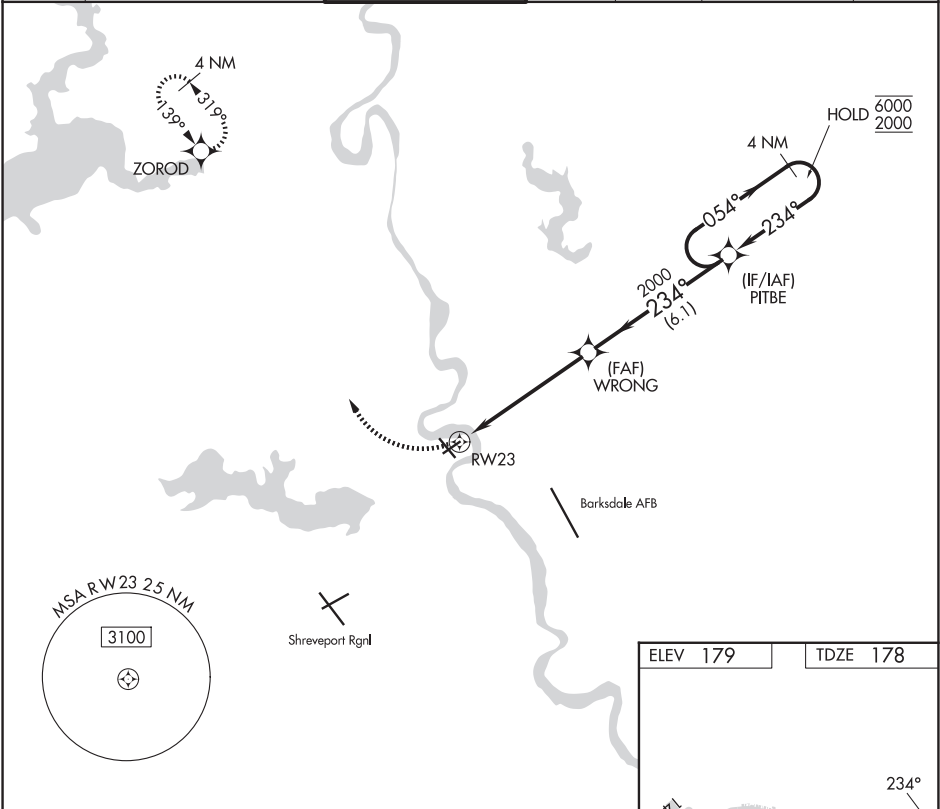 4 NM
319°
139°
ZOROD
HOLD 6000
2000
4 NM
054°
234°
(IF/IAF)
PITBE
2000
234°
(6.1)
(FAF)
WRONG
RW23
Barksdale AFB
MSA RW23 25 NM
3100
Shreveport Rgnl
ELEV 179
TDZE 178
234°